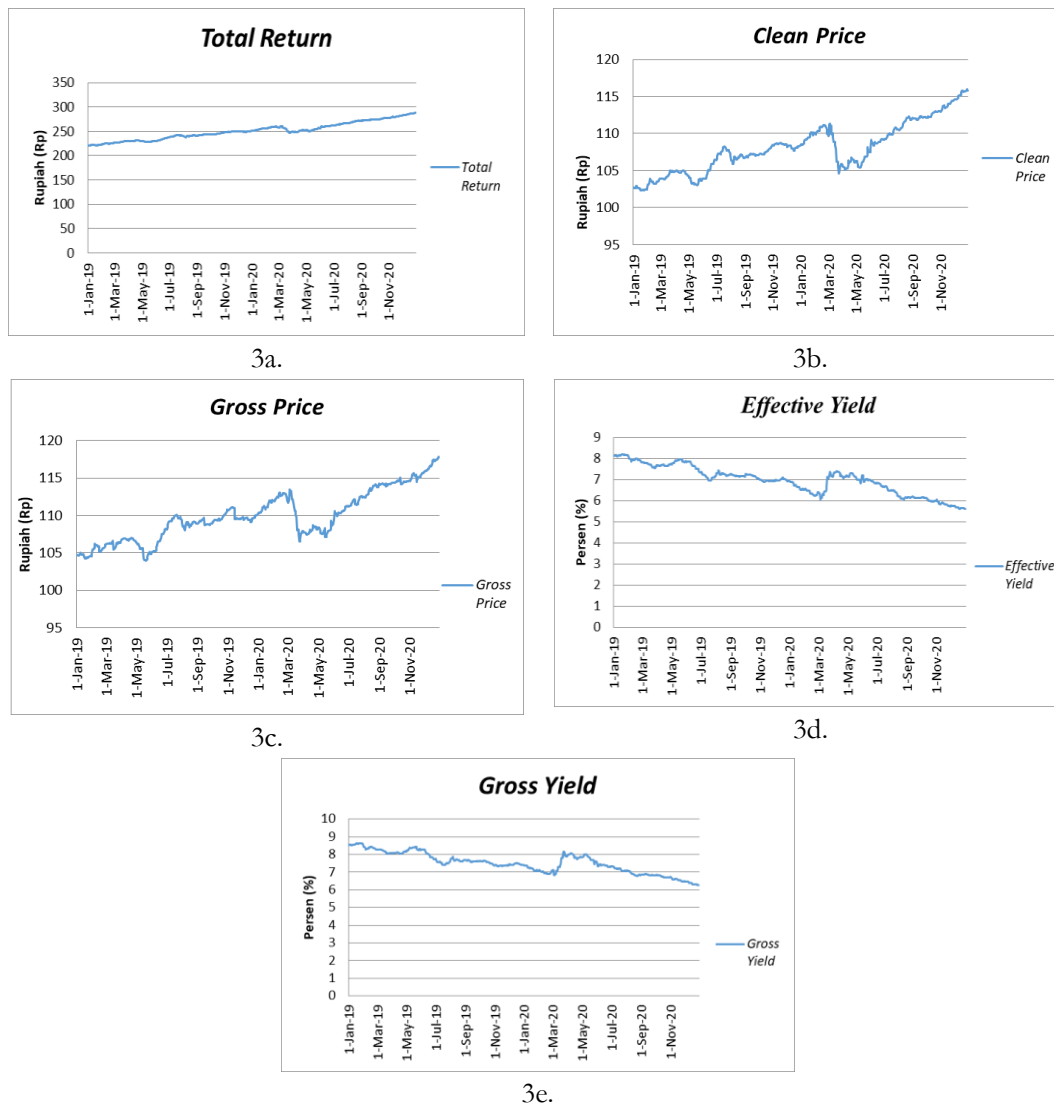 Total Return
350
300
250
200
150
100
50
0
Rupiah (Rp)
1-Jan-19
1-Mar-19
1-May-19
1-Jul-19
1-Sep-19
1-Nov-19
1-Jan-20
1-Mar-20
1-May-20
1-Jul-20
1-Sep-20
1-Nov-20
Total
Return
3a.
Clean Price
120
115
110
105
100
95
Rupiah (Rp)
1-Jan-19
1-Mar-19
1-May-19
1-Jul-19
1-Sep-19
1-Nov-19
1-Jan-20
1-Mar-20
1-May-20
1-Jul-20
1-Sep-20
1-Nov-20
Clean
Price
3b.
Gross Price
120
115
110
105
100
95
Rupiah (Rp)
1-Jan-19
1-Mar-19
1-May-19
1-Jul-19
1-Sep-19
1-Nov-19
1-Jan-20
1-Mar-20
1-May-20
1-Jul-20
1-Sep-20
1-Nov-20
Gross
Price
3c.
Effective Yield
9
8
7
6
5
4
3
2
1
0
Persen (%)
1-Jan-19
1-Mar-19
1-May-19
1-Jul-19
1-Sep-19
1-Nov-19
1-Jan-20
1-Mar-20
1-May-20
1-Jul-20
1-Sep-20
1-Nov-20
Effective
Yield
3d.
Gross Yield
10
9
8
7
6
5
4
3
2
1
0
Persen (%)
1-Jan-19
1-Mar-19
1-May-19
1-Jul-19
1-Sep-19
1-Nov-19
1-Jan-20
1-Mar-20
1-May-20
1-Jul-20
1-Sep-20
1-Nov-20
Gross
Yield
3e.